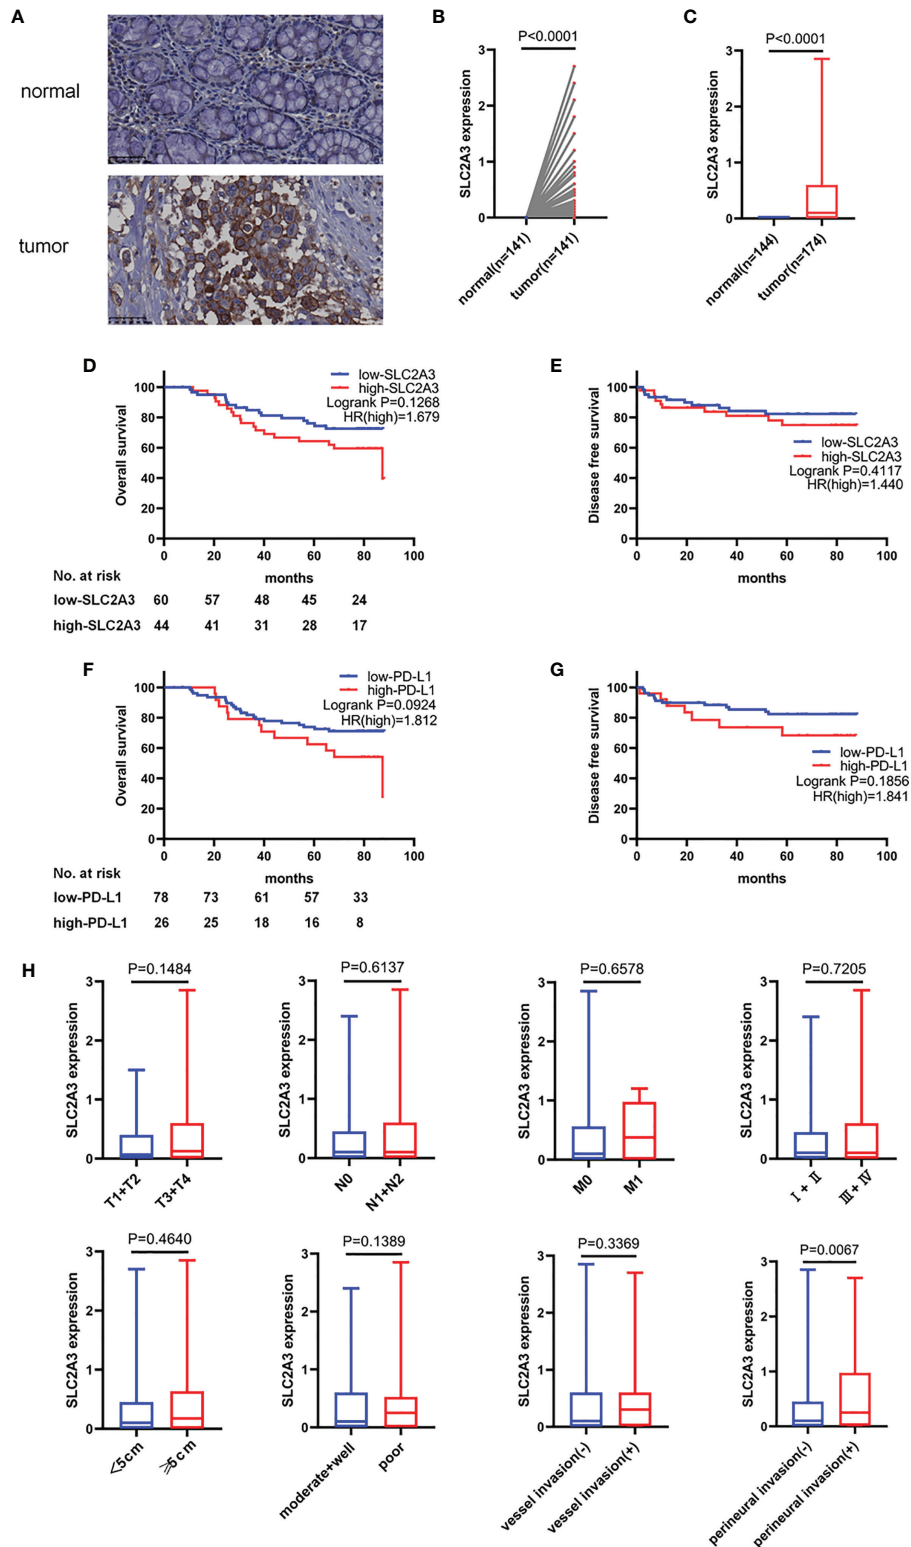 A
normal
tumor
B
P<0.0001
SLC2A3 expression
3
2
1
0
normal(n=141)
tumor(n=141)
C
P<0.0001
SLC2A3 expression
3
2
1
0
normal(n=144)
tumor(n=174)
D
Overall survival
100
80
60
40
20
0
0 20 40 60 80 100
months
low-SLC2A3
high-SLC2A3
Logrank P=0.1268
HR(high)=1.679
No. at risk
low-SLC2A3 60 57 48 45 24
high-SLC2A3 44 41 31 28 17
E
Disease free survival
100
80
60
40
20
0
0 20 40 60 80 100
months
low-SLC2A3
high-SLC2A3
Logrank P=0.4117
HR(high)=1.440
F
Overall survival
100
80
60
40
20
0
0 20 40 60 80 100
months
low-PD-L1
high-PD-L1
Logrank P=0.0924
HR(high)=1.812
No. at risk
low-PD-L1 78 73 61 57 33
high-PD-L1 26 25 18 16 8
G
Disease free survival
100
80
60
40
20
0
0 20 40 60 80 100
months
low-PD-L1
high-PD-L1
Logrank P=0.1856
HR(high)=1.841
H
P=0.1484
SLC2A3 expression
3
2
1
0
T1+T2
T3+T4
P=0.6137
SLC2A3 expression
3
2
1
0
N0
N1+N2
P=0.6578
SLC2A3 expression
3
2
1
0
M0
M1
P=0.7205
SLC2A3 expression
3
2
1
0
Ⅰ+Ⅱ
Ⅲ+Ⅳ
P=0.4640
SLC2A3 expression
3
2
1
0
<5cm
⩾5cm
P=0.1389
SLC2A3 expression
3
2
1
0
moderate+well
poor
P=0.3369
SLC2A3 expression
3
2
1
0
vessel invasion(-)
vessel invasion(+)
P=0.0067
SLC2A3 expression
3
2
1
0
perineural invasion(-)
perineural invasion(+)